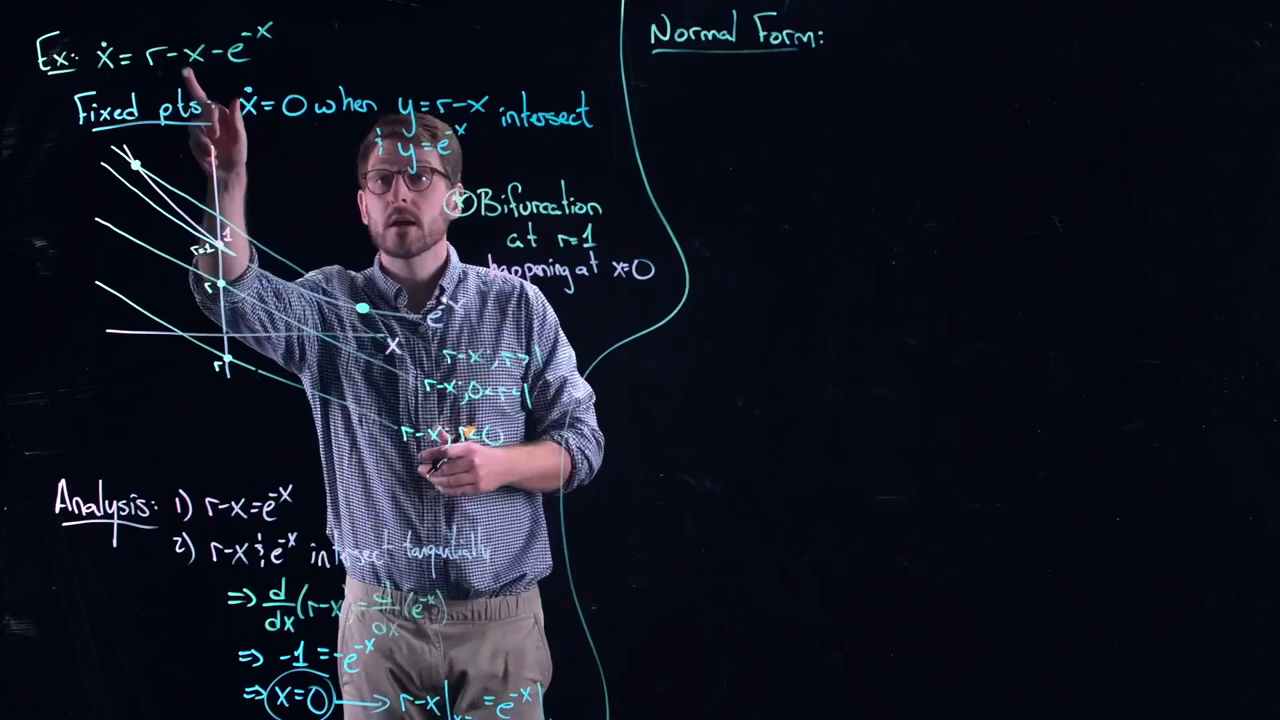 Ex: ẋ = r-x-e^{-x}
Fixed pts: ẋ = 0 when y = r-x intersect
& y = e^{-x}
⊛ Bifurcation
at r=1
happening at x=0
1
r=1
r
r
e
x
r-x, r>1
r-x, 0<r<1
r-x, r<0
Analysis: 1) r-x = e^{-x}
2) r-x & e^{-x} intersect tangentially
⇒ d/dx (r-x) = d/dx (e^{-x})
⇒ -1 = -e^{-x}
⇒ x=0 → r-x| = e^{-x}|
Normal Form: